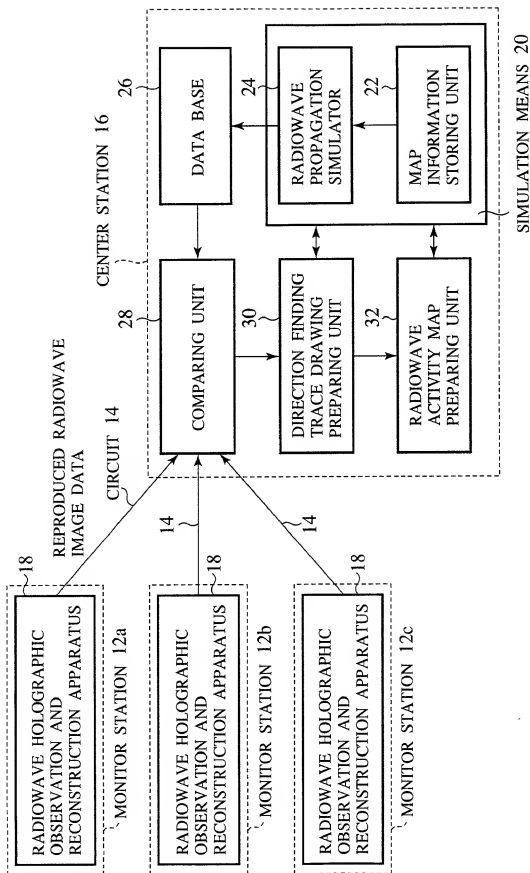 RADIOWAVE HOLOGRAPHIC
OBSERVATION AND
RECONSTRUCTION APPARATUS
18
MONITOR STATION 12a
RADIOWAVE HOLOGRAPHIC
OBSERVATION AND
RECONSTRUCTION APPARATUS
18
MONITOR STATION 12b
RADIOWAVE HOLOGRAPHIC
OBSERVATION AND
RECONSTRUCTION APPARATUS
18
MONITOR STATION 12c
REPRODUCED RADIOWAVE
IMAGE DATA
CIRCUIT 14
14
14
CENTER STATION 16
28
COMPARING UNIT
26
DATA BASE
30
DIRECTION FINDING
TRACE DRAWING
PREPARING UNIT
24
RADIOWAVE
PROPAGATION
SIMULATOR
32
RADIOWAVE
ACTIVITY MAP
PREPARING UNIT
22
MAP
INFORMATION
STORING UNIT
SIMULATION MEANS 20